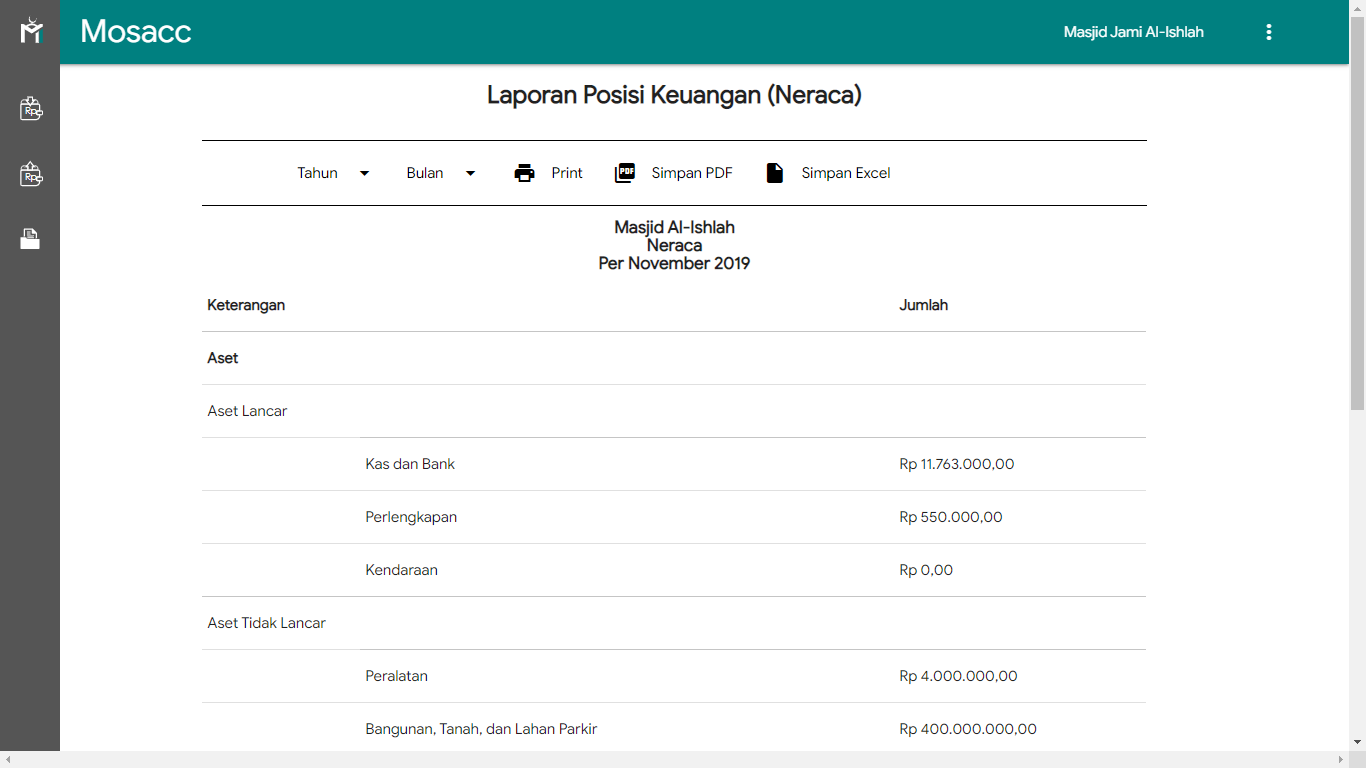 Mosacc
Masjid Jami Al-Ishlah
Laporan Posisi Keuangan (Neraca)
Tahun Bulan Print PDF Simpan PDF Simpan Excel
Masjid Al-Ishlah
Neraca
Per November 2019
Keterangan Jumlah
Aset
Aset Lancar
Kas dan Bank Rp 11.763.000,00
Perlengkapan Rp 550.000,00
Kendaraan Rp 0,00
Aset Tidak Lancar
Peralatan Rp 4.000.000,00
Bangunan, Tanah, dan Lahan Parkir Rp 400.000.000,00
Rp
Rp